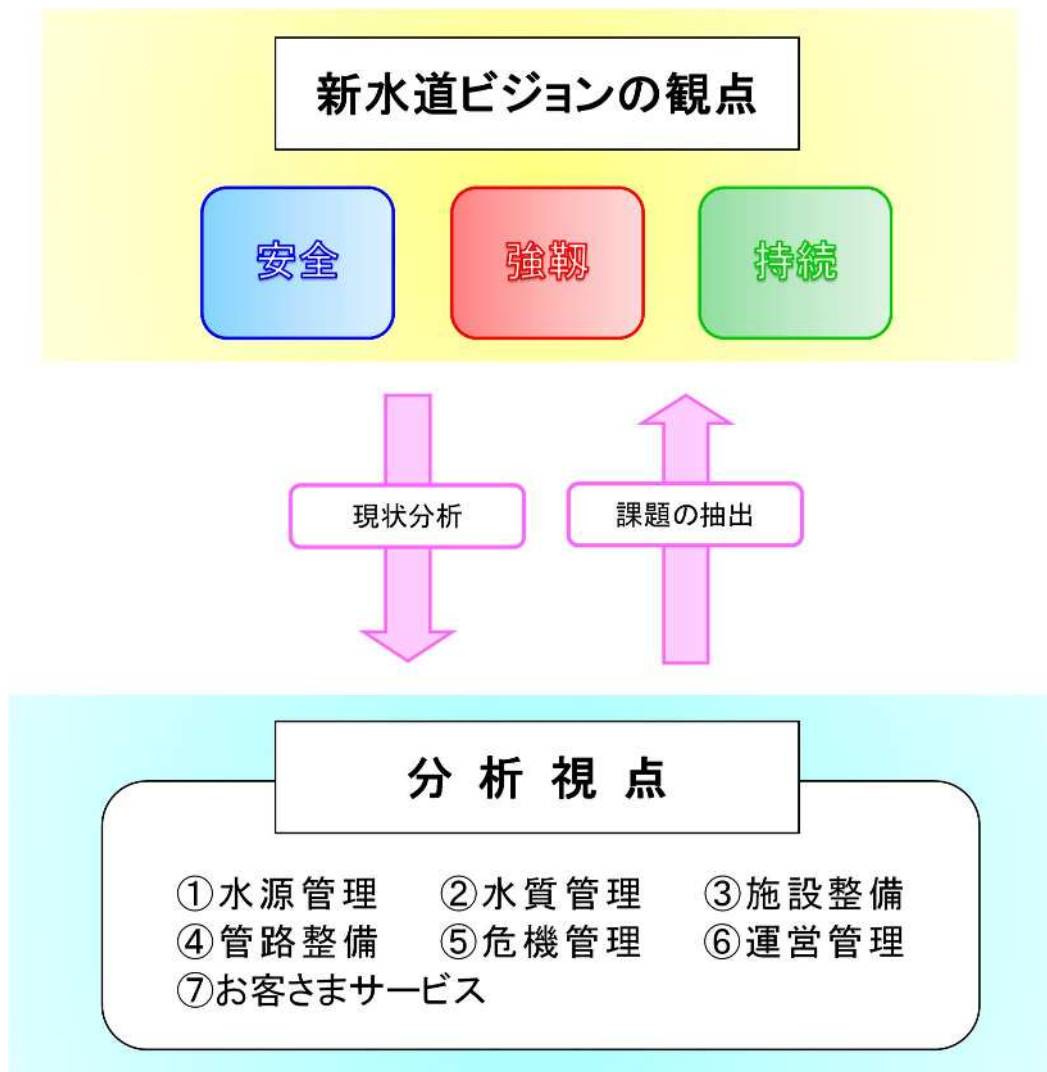 新水道ビジョンの観点
安全 強靱 持続
現状分析 課題の抽出
分析視点
①水源管理 ②水質管理 ③施設整備
④管路整備 ⑤危機管理 ⑥運営管理
⑦お客さまサービス